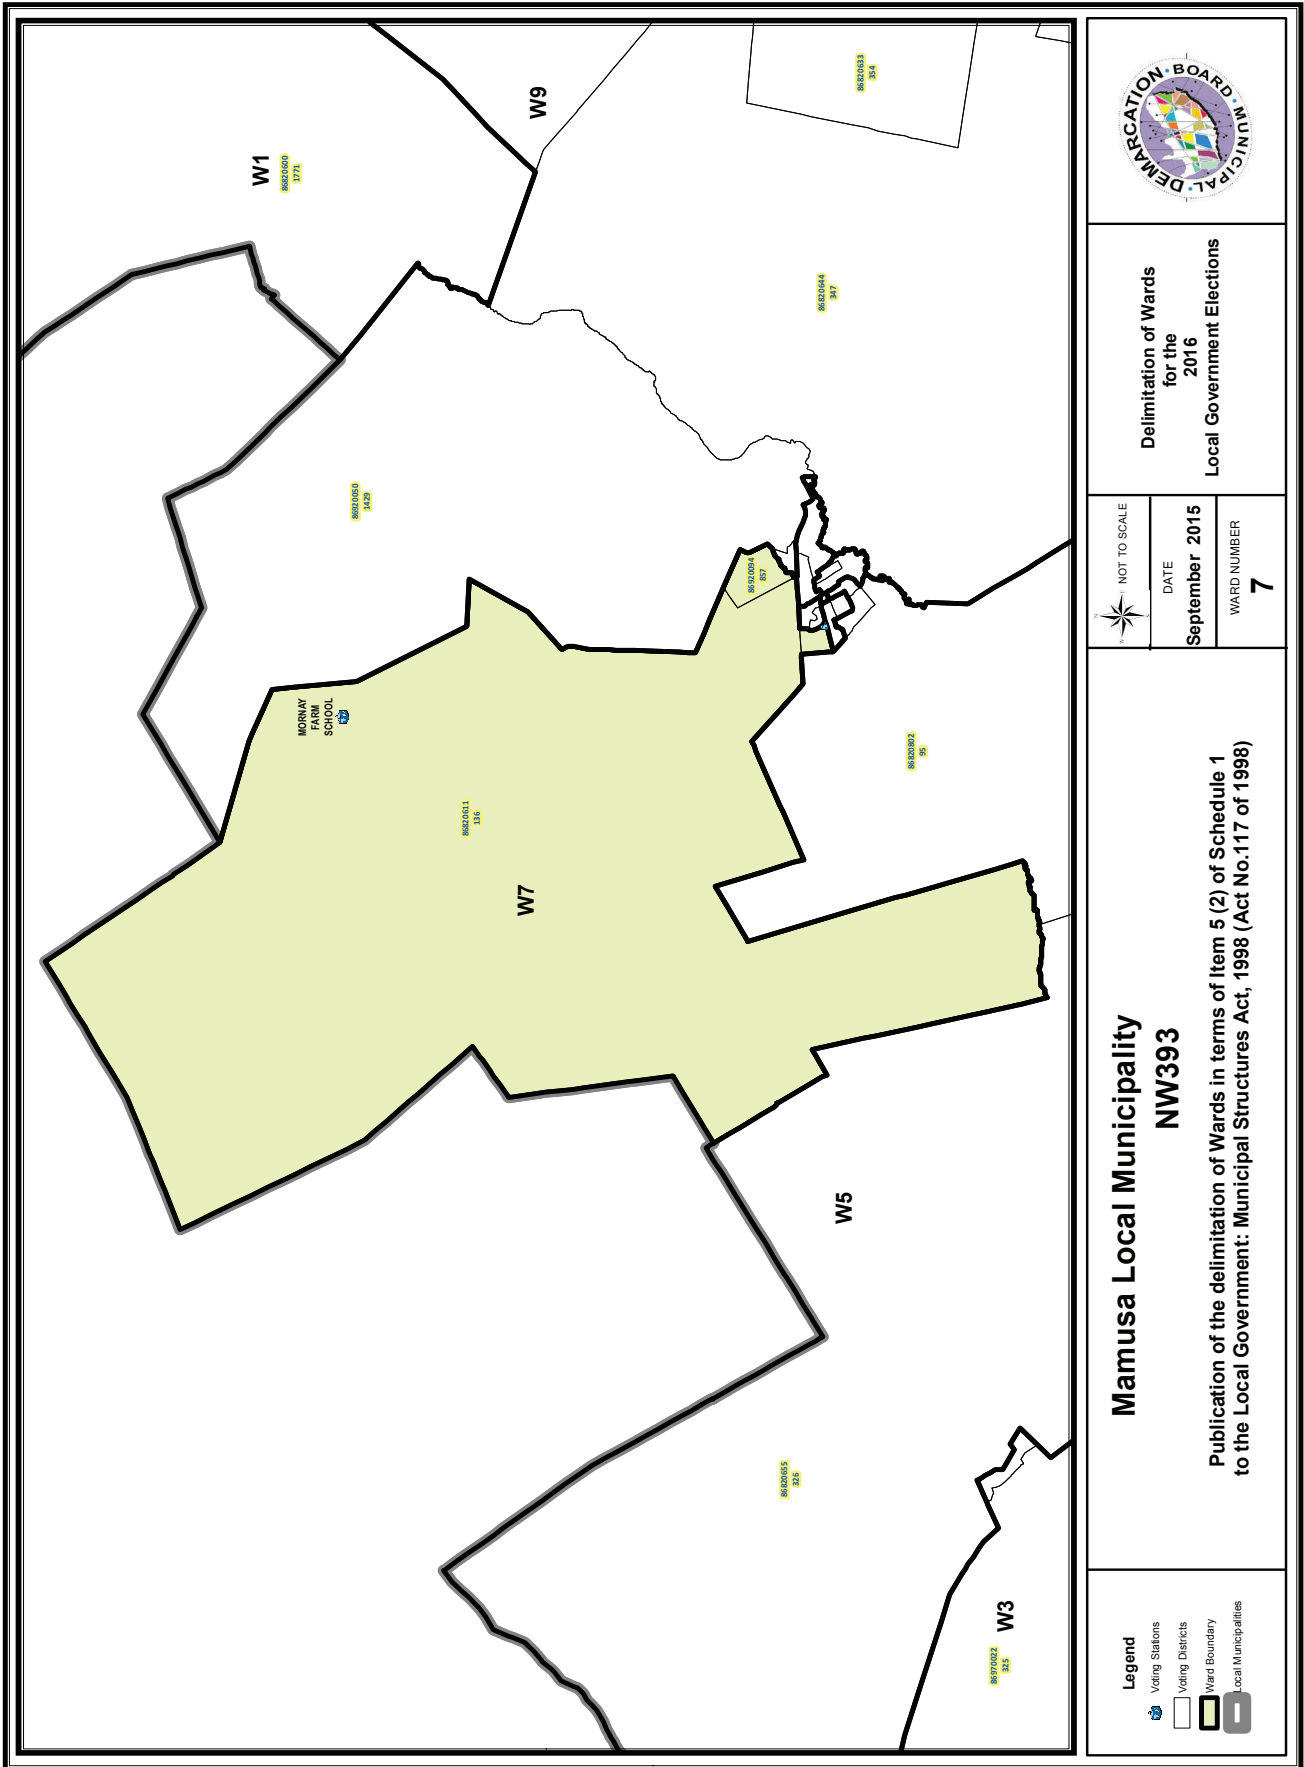 W1
86820600
1771
W9
86820633
354
86820644
347
86920050
1429
86920094
857
MORNAY
FARM
SCHOOL
86820611
136
W7
86820802
95
W5
86820655
326
W3
86970022
325
MUNICIPAL • DEMARCATION • BOARD •
Delimitation of Wards
for the
2016
Local Government Elections
N
E
S
W
NOT TO SCALE
DATE
September 2015
WARD NUMBER
7
Mamusa Local Municipality
NW393
Publication of the delimitation of Wards in terms of Item 5 (2) of Schedule 1
to the Local Government: Municipal Structures Act, 1998 (Act No.117 of 1998)
Legend
Voting Stations
Voting Districts
Ward Boundary
Local Municipalities